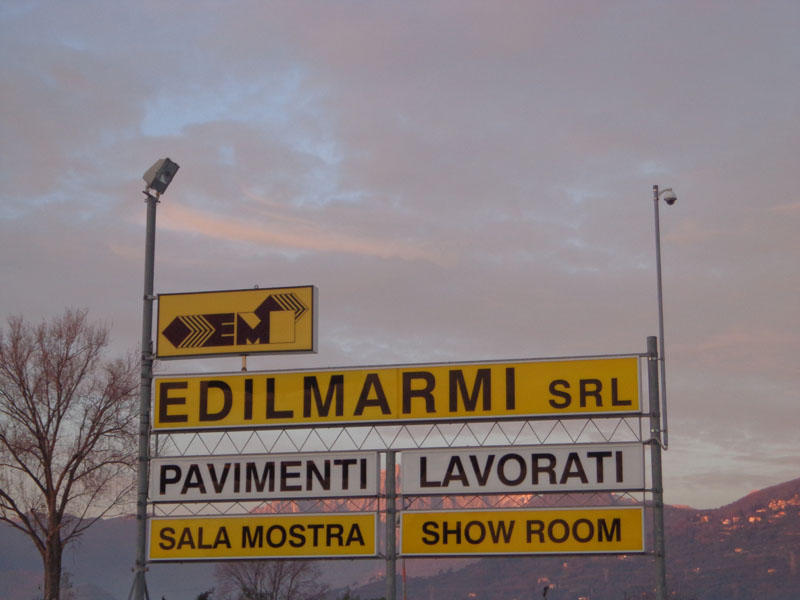 EM
EDILMARMI SRL
PAVIMENTI LAVORATI
SALA MOSTRA SHOW ROOM